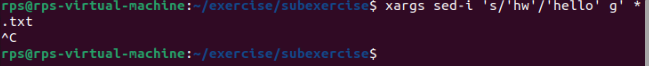 rps@rps-virtual-machine:~/exercise/subexercise$ xargs sed-i 's/'hw'/'hello' g' *
.txt
^C
rps@rps-virtual-machine:~/exercise/subexercise$